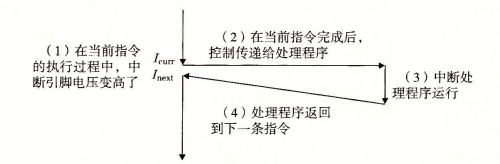 （1）在当前指令
的执行过程中，中
断引脚电压变高了
Icurr
Inext
（2）在当前指令完成后，
控制传递给处理程序
（3）中断处
理程序运行
（4）处理程序返回
到下一条指令